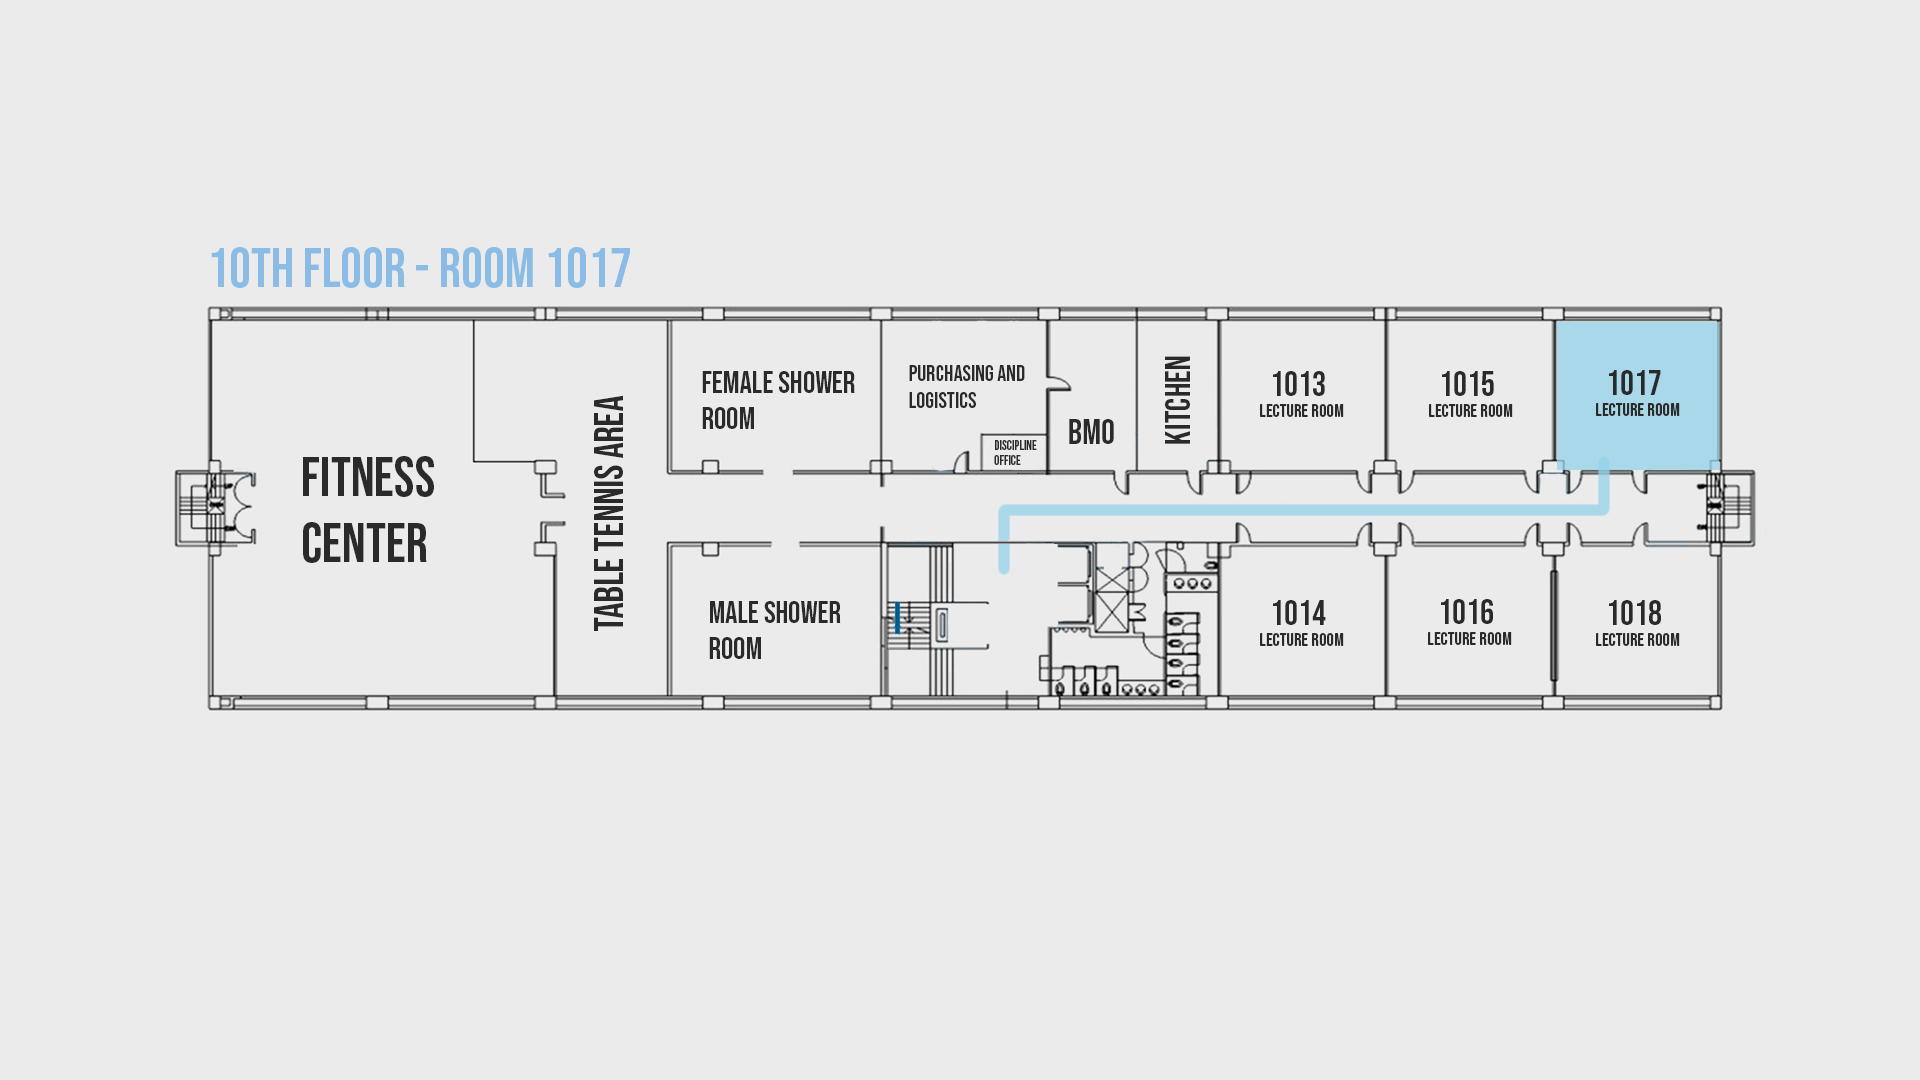 10TH FLOOR - ROOM 1017
FITNESS
CENTER
TABLE TENNIS AREA
FEMALE SHOWER
ROOM
MALE SHOWER
ROOM
PURCHASING AND
LOGISTICS
DISCIPLINE
OFFICE
BMO
KITCHEN
1013
LECTURE ROOM
1015
LECTURE ROOM
1017
LECTURE ROOM
1014
LECTURE ROOM
1016
LECTURE ROOM
1018
LECTURE ROOM